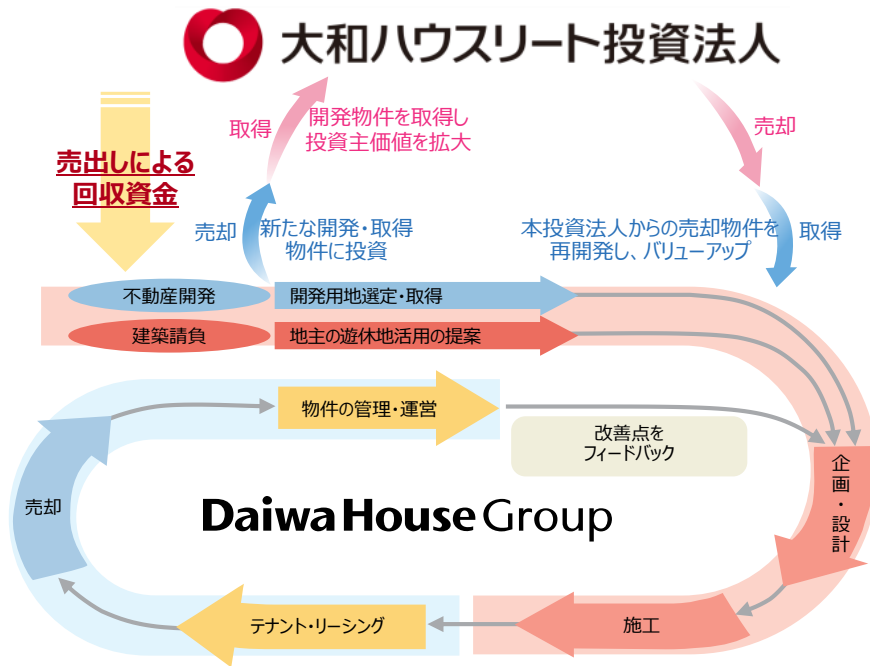 大和ハウスリート投資法人
取得
開発物件を取得し
投資主価値を拡大
売却
売出しによる
回収資金
売却
新たな開発・取得
物件に投資
本投資法人からの売却物件を
再開発し、バリューアップ
取得
不動産開発
開発用地選定・取得
建築請負
地主の遊休地活用の提案
物件の管理・運営
改善点を
フィードバック
企画・設計
売却
DaiwaHouse Group
テナント・リーシング
施工